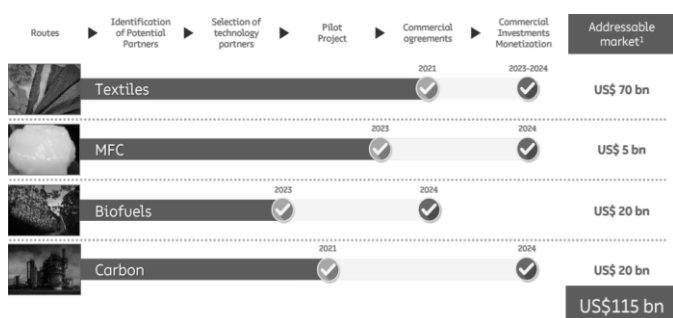 Routes
Identification
of Potential
Partners
Selection of
technology
partners
Pilot
Project
Commercial
agreements
Commercial
Investments
Monetization
Addressable
market¹
2021
2023-2024
Textiles
US$ 70 bn
2023
2024
MFC
US$ 5 bn
2023
2024
Biofuels
US$ 20 bn
2021
2024
Carbon
US$ 20 bn
US$115 bn